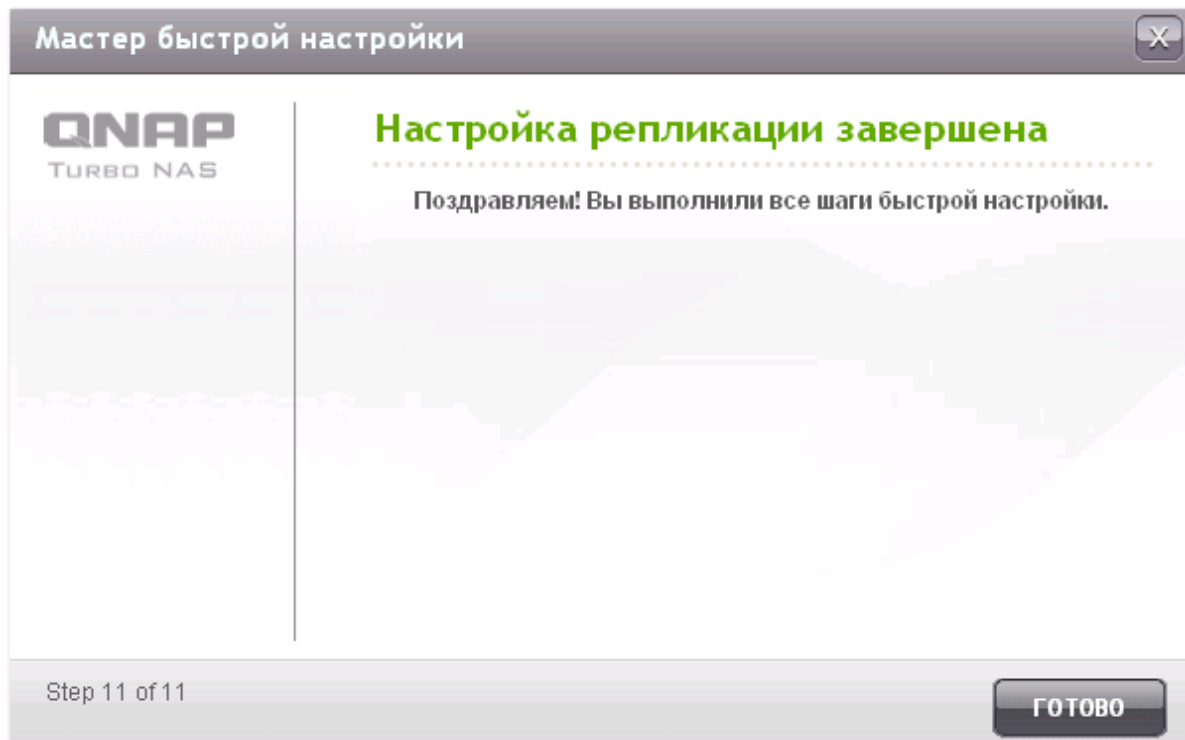 Мастер быстрой настройки
X
QNAP
TURBO NAS
Настройка репликации завершена
Поздравляем! Вы выполнили все шаги быстрой настройки.
Step 11 of 11
ГОТОВО